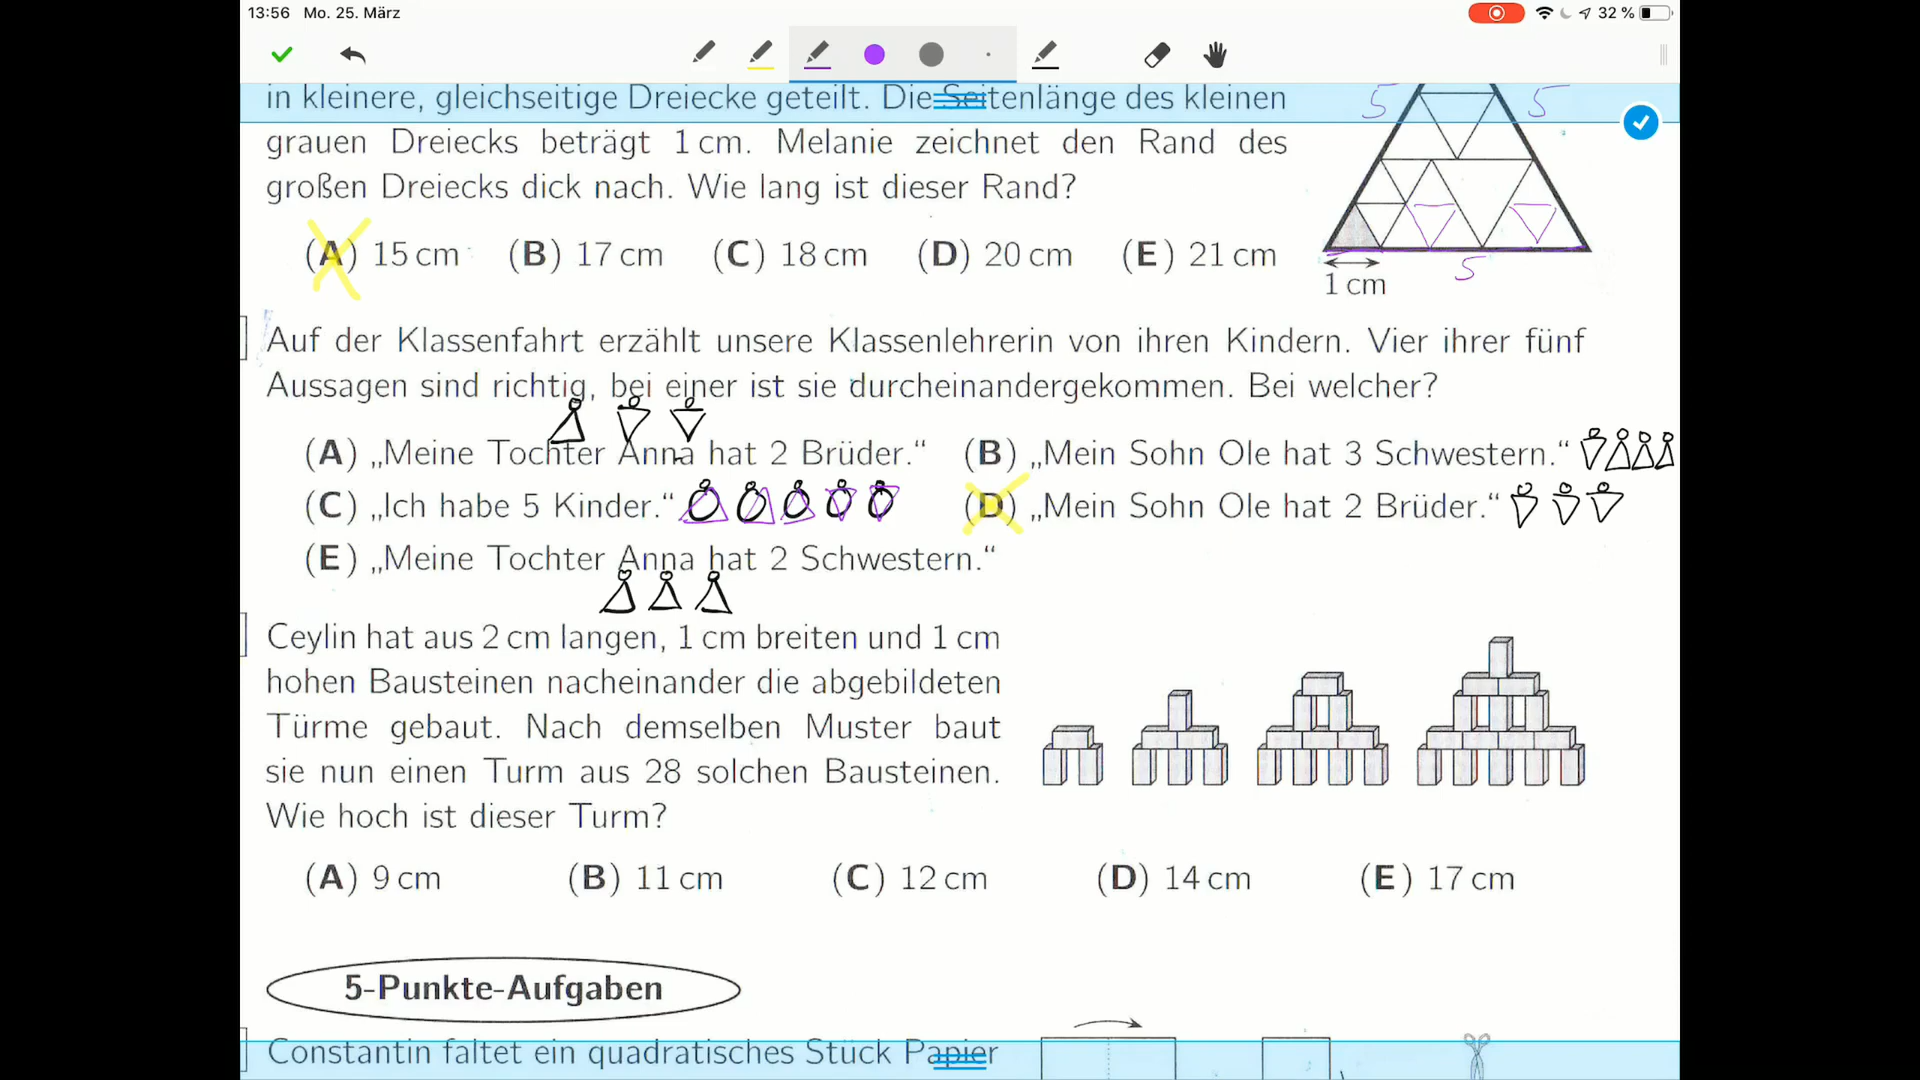 13:56 Mo. 25. März
32 %
in kleinere, gleichseitige Dreiecke geteilt. Die Seitenlänge des kleinen
grauen Dreiecks beträgt 1 cm. Melanie zeichnet den Rand des
großen Dreiecks dick nach. Wie lang ist dieser Rand?
5 5
(A) 15 cm (B) 17 cm (C) 18 cm (D) 20 cm (E) 21 cm
5
1 cm
Auf der Klassenfahrt erzählt unsere Klassenlehrerin von ihren Kindern. Vier ihrer fünf
Aussagen sind richtig, bei einer ist sie durcheinandergekommen. Bei welcher?
(A) „Meine Tochter Anna hat 2 Brüder.“ (B) „Mein Sohn Ole hat 3 Schwestern.“
(C) „Ich habe 5 Kinder.“ (D) „Mein Sohn Ole hat 2 Brüder.“
(E) „Meine Tochter Anna hat 2 Schwestern.“
Ceylin hat aus 2 cm langen, 1 cm breiten und 1 cm
hohen Bausteinen nacheinander die abgebildeten
Türme gebaut. Nach demselben Muster baut
sie nun einen Turm aus 28 solchen Bausteinen.
Wie hoch ist dieser Turm?
(A) 9 cm (B) 11 cm (C) 12 cm (D) 14 cm (E) 17 cm
5-Punkte-Aufgaben
Constantin faltet ein quadratisches Stück Papier